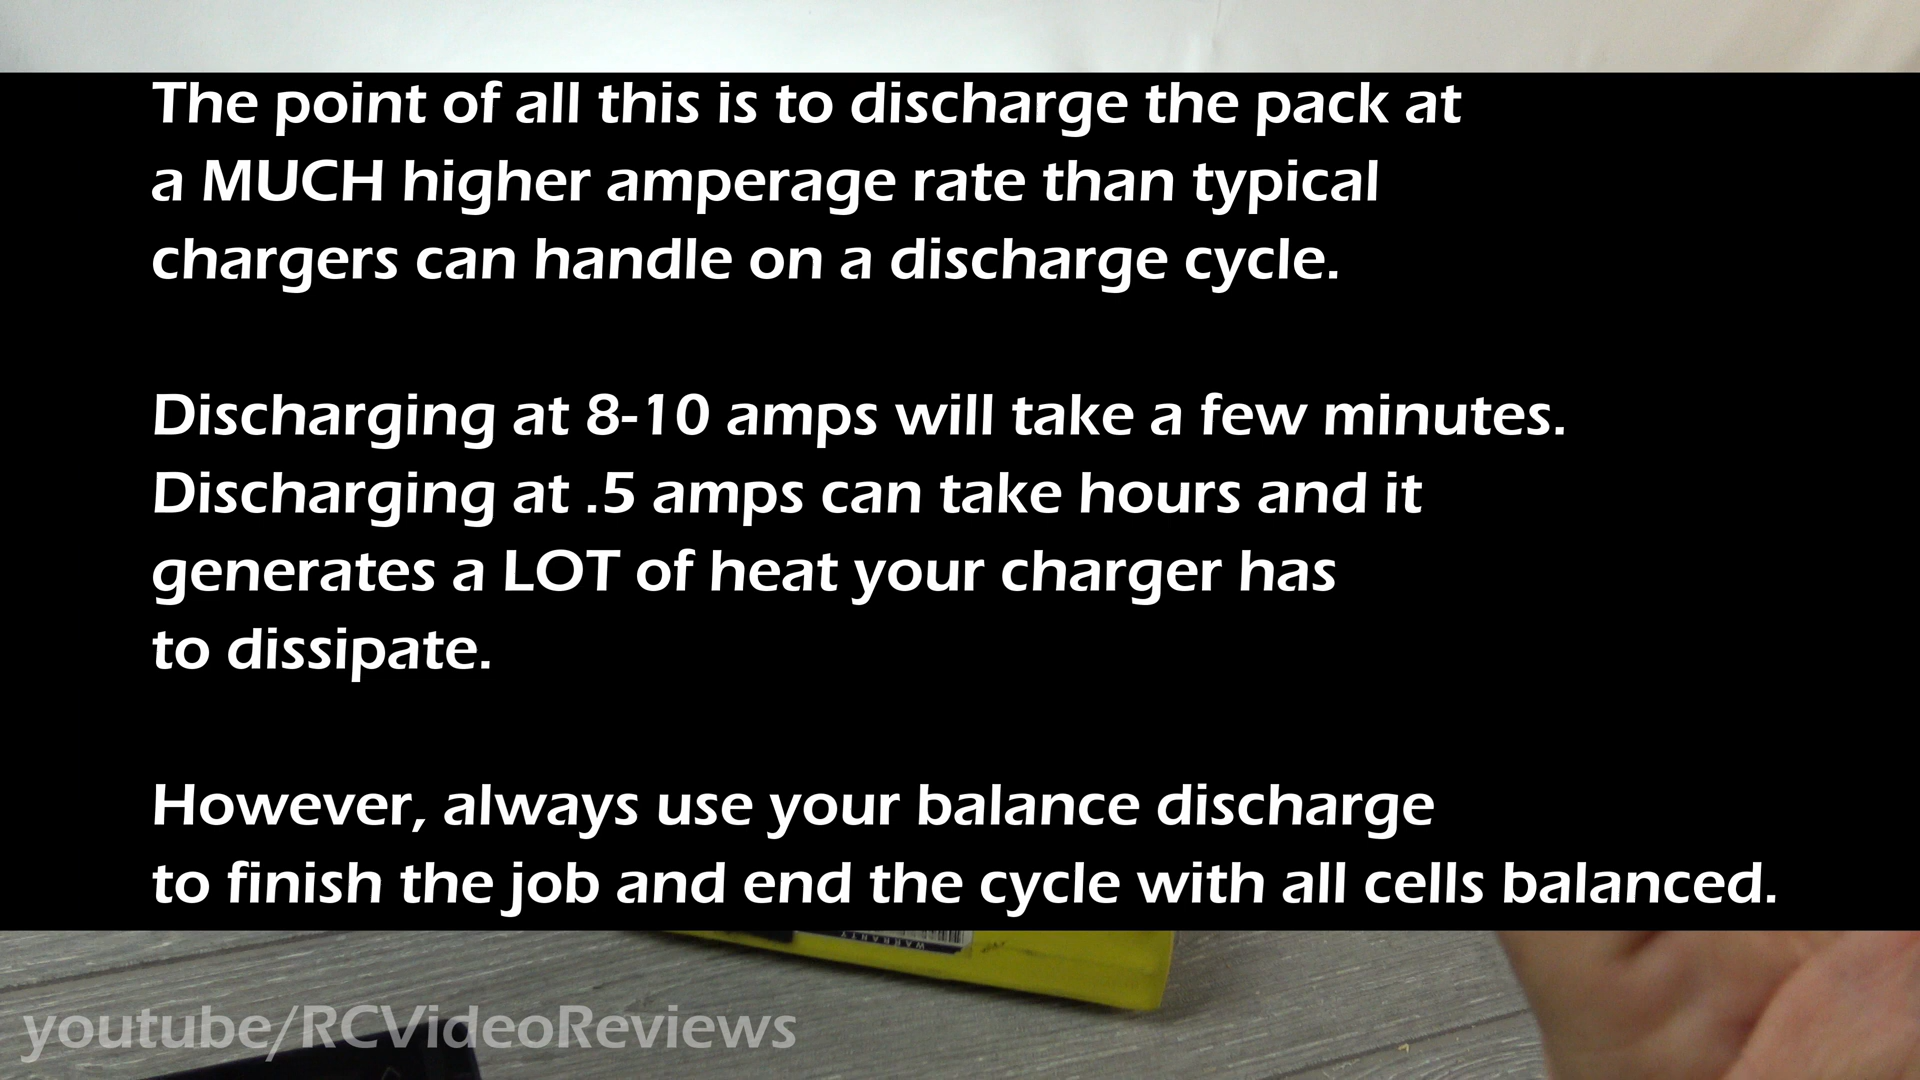 The point of all this is to discharge the pack at
a MUCH higher amperage rate than typical
chargers can handle on a discharge cycle.
Discharging at 8-10 amps will take a few minutes.
Discharging at .5 amps can take hours and it
generates a LOT of heat your charger has
to dissipate.
However, always use your balance discharge
to finish the job and end the cycle with all cells balanced.
WARRANTY
youtube/RCVideoReviews